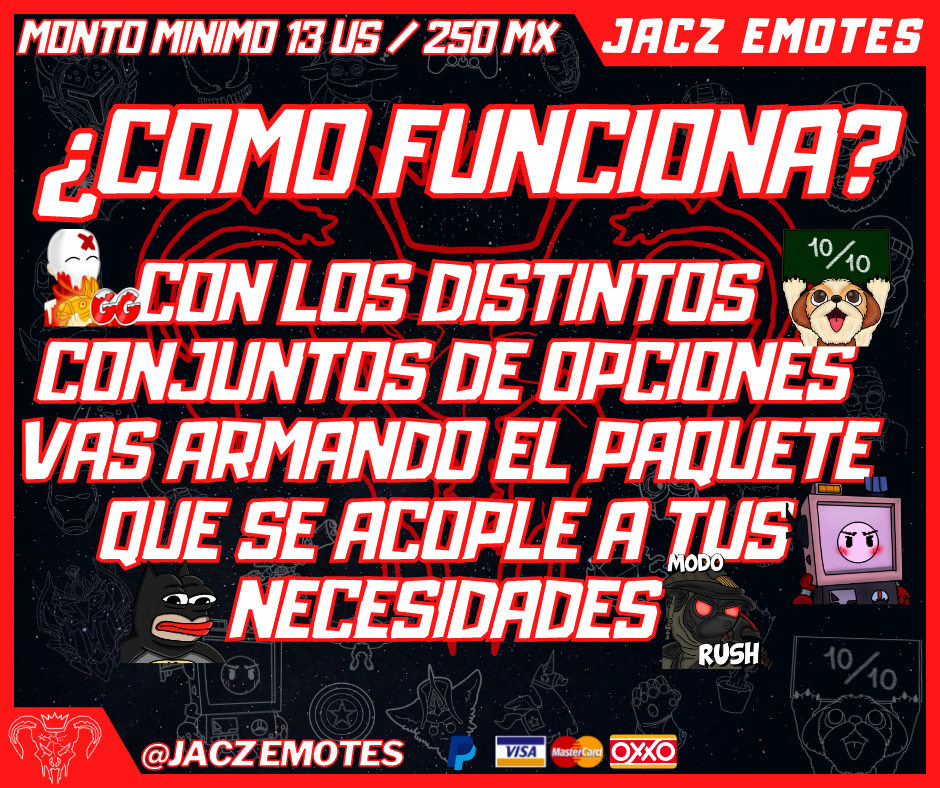 MONTO MINIMO 13 US / 250 MX
JACZ EMOTES
¿COMO FUNCIONA?
GG
10/10
CON LOS DISTINTOS
CONJUNTOS DE OPCIONES
VAS ARMANDO EL PAQUETE
QUE SE ACOPLE A TUS
NECESIDADES
MODO
RUSH
10/10
@JACZEMOTES
VISA
MasterCard
OXXO